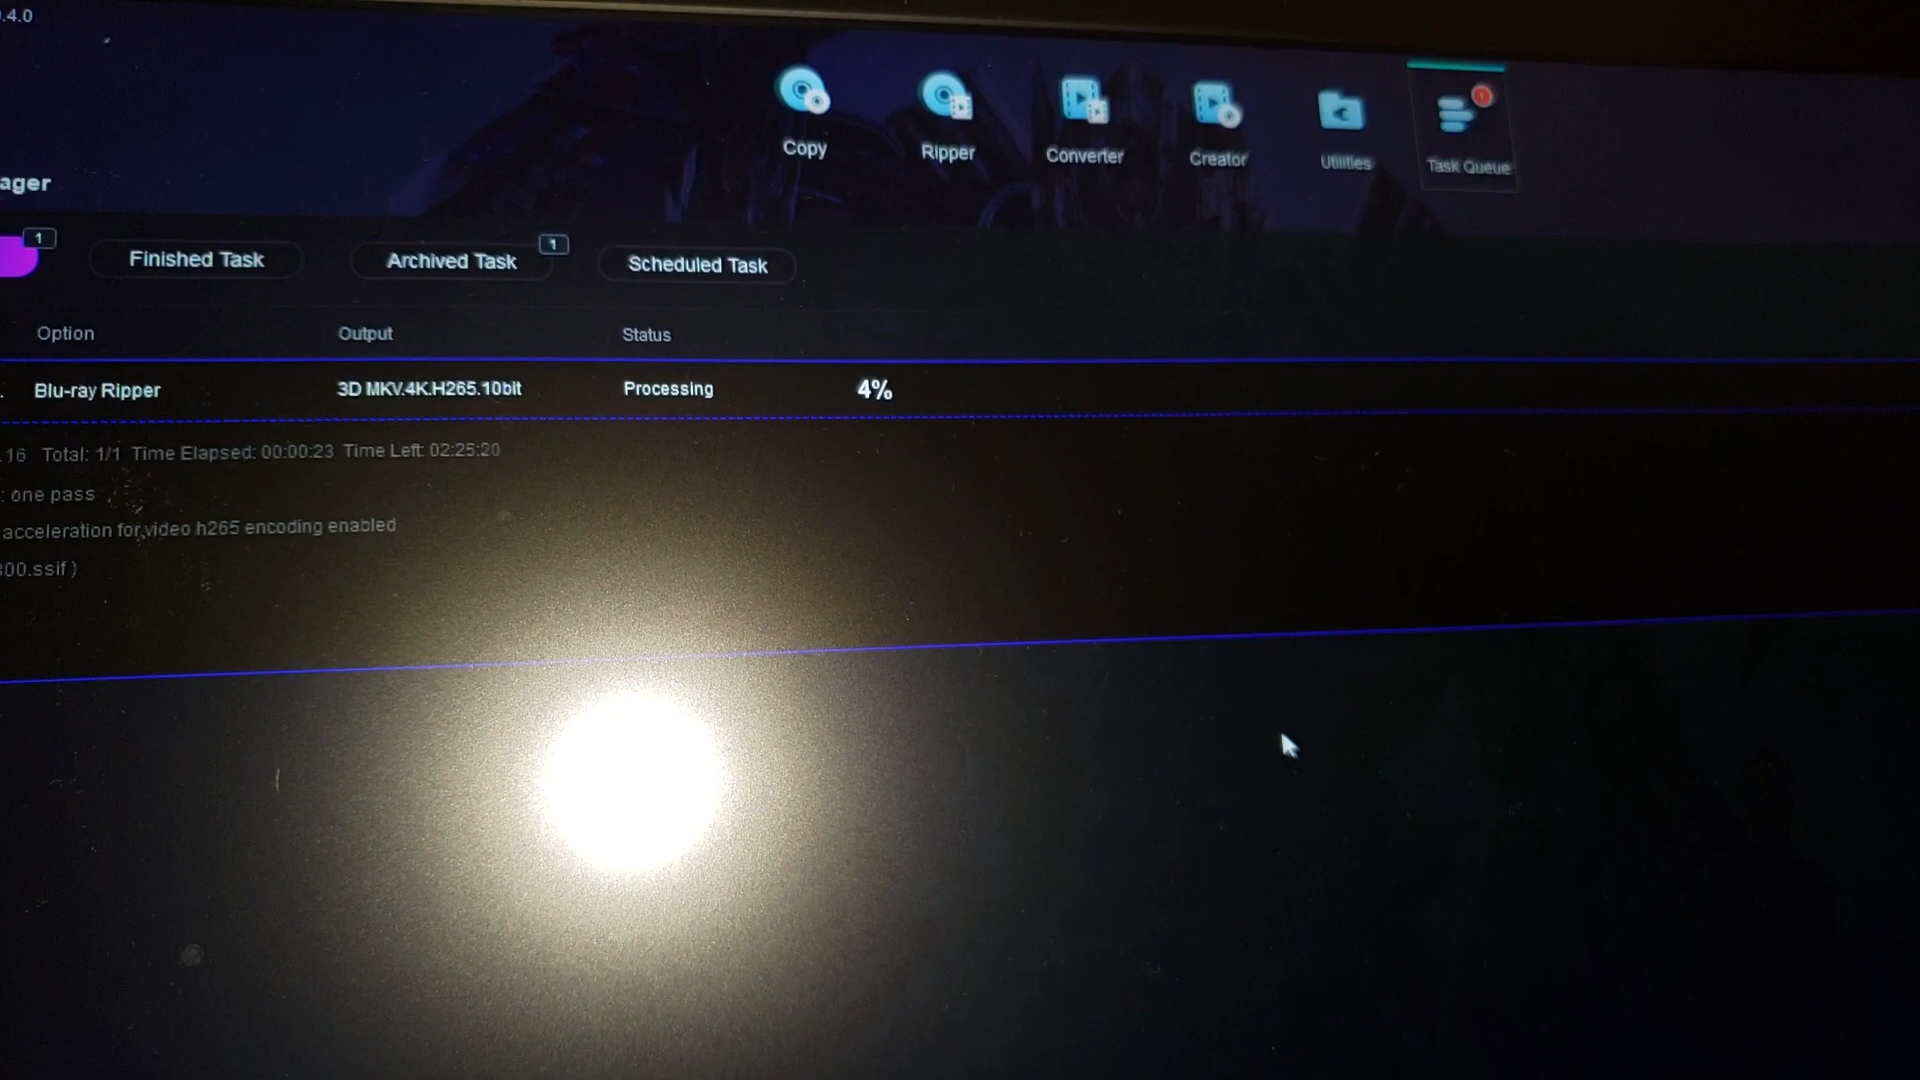 .4.0
Copy
Ripper
Converter
Creator
Utilities
Task Queue
ager
1
Finished Task
Archived Task
1
Scheduled Task
Option Output Status
Blu-ray Ripper 3D MKV.4K.H265.10bit Processing 4%
.16 Total: 1/1 Time Elapsed: 00:00:23 Time Left: 02:25:20
: one pass
acceleration for video h265 encoding enabled
00.ssif )